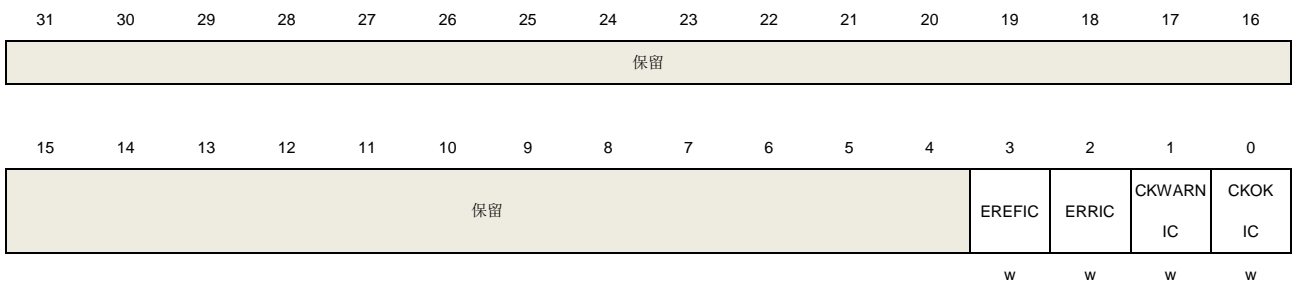 31 30 29 28 27 26 25 24 23 22 21 20 19 18 17 16
保留
15 14 13 12 11 10 9 8 7 6 5 4 3 2 1 0
保留 EREFIC ERRIC CKWARN IC CKOK IC
w w w w